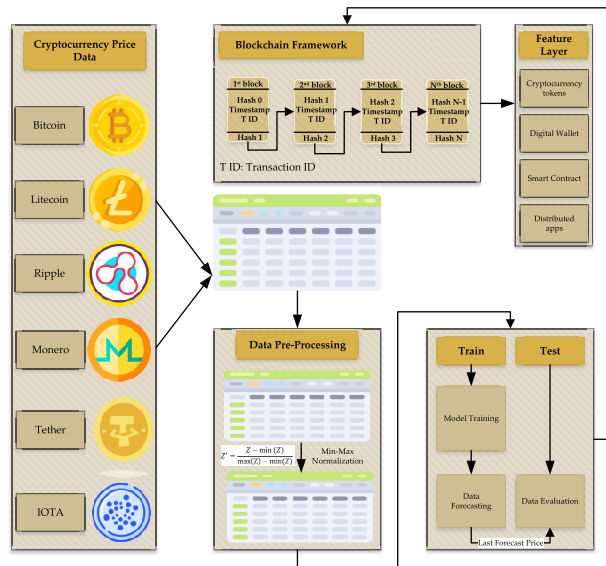 Cryptocurrency Price
Data
Bitcoin
Litecoin
Ripple
Monero
Tether
IOTA
Blockchain Framework
1st block
Hash 0
Timestamp
T ID
Hash 1
2nd block
Hash 1
Timestamp
T ID
Hash 2
3rd block
Hash 2
Timestamp
T ID
Hash 3
Nth block
Hash N-1
Timestamp
T ID
Hash N
T ID: Transaction ID
Feature
Layer
Cryptocurrency
tokens
Digital Wallet
Smart Contract
Distributed
apps
Data Pre-Processing
Z' = Z − min (Z) / max(Z) − min(Z)
Min-Max
Normalization
Train
Test
Model Training
Data
Forecasting
Data Evaluation
Last Forecast Price